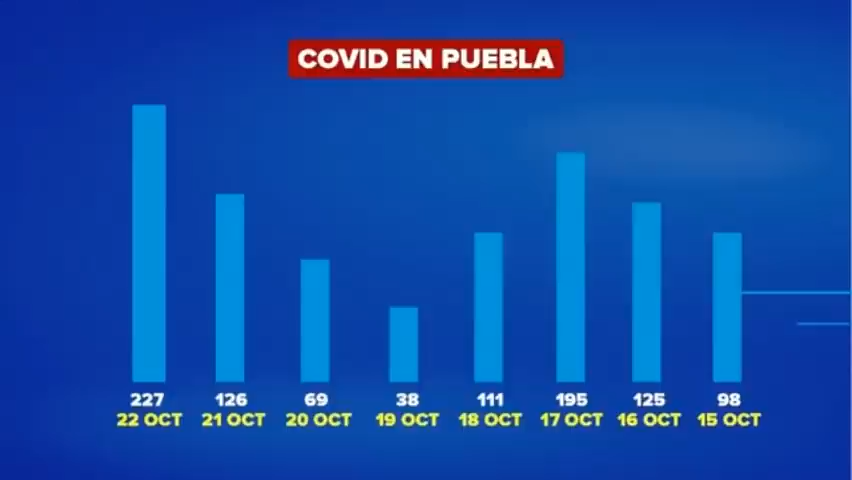 COVID EN PUEBLA
227 126 69 38 111 195 125 98
22 OCT 21 OCT 20 OCT 19 OCT 18 OCT 17 OCT 16 OCT 15 OCT